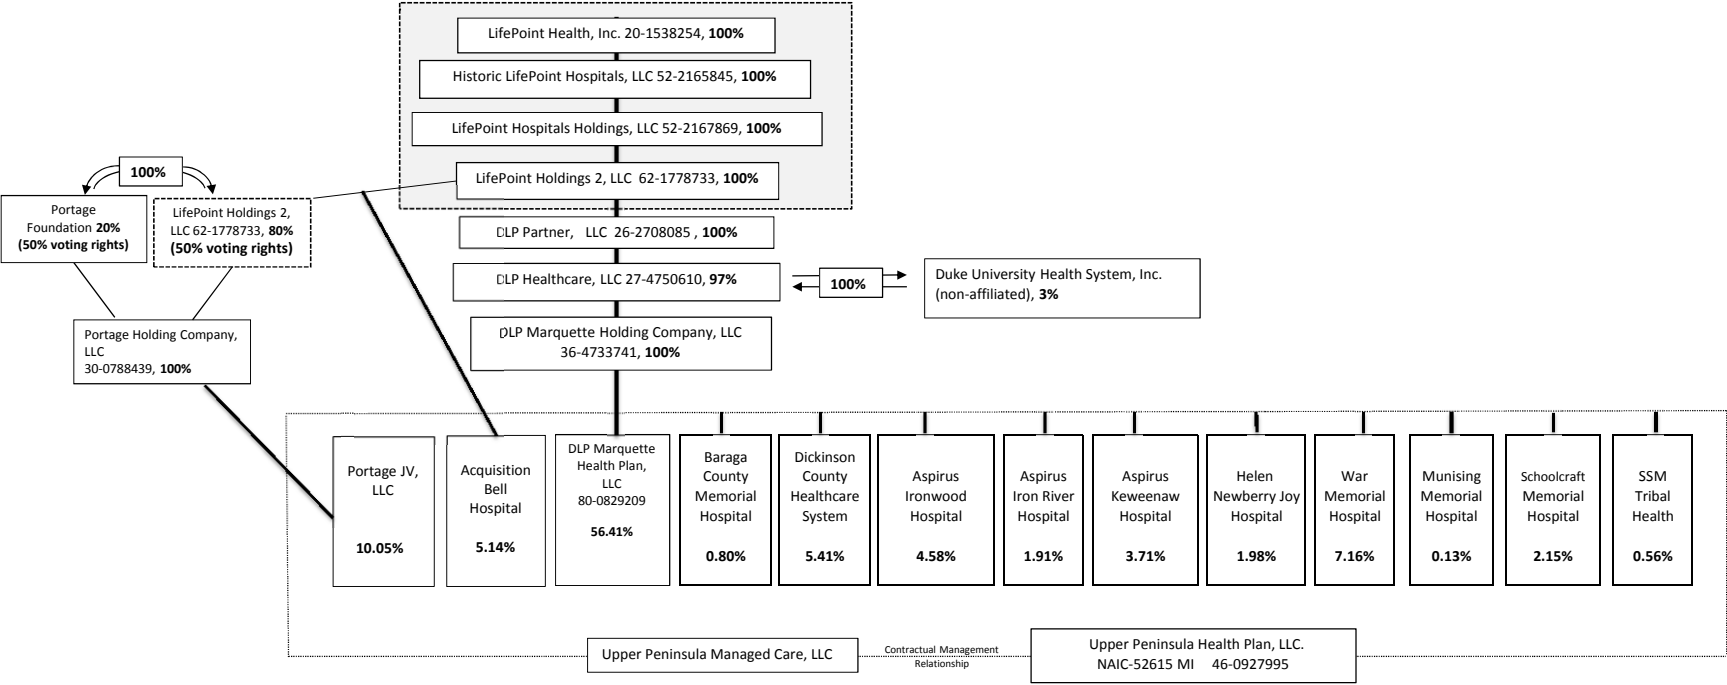 LifePoint Health, Inc. 20-1538254, 100%
Historic LifePoint Hospitals, LLC 52-2165845, 100%
LifePoint Hospitals Holdings, LLC 52-2167869, 100%
LifePoint Holdings 2, LLC 62-1778733, 100%
100%
Portage
Foundation 20%
(50% voting rights)
LifePoint Holdings 2,
LLC 62-1778733, 80%
(50% voting rights)
DLP Partner, LLC 26-2708085 , 100%
DLP Healthcare, LLC 27-4750610, 97%
100%
Duke University Health System, Inc.
(non-affiliated), 3%
Portage Holding Company,
LLC
30-0788439, 100%
DLP Marquette Holding Company, LLC
36-4733741, 100%
Portage JV,
LLC
10.05%
Acquisition
Bell
Hospital
5.14%
DLP Marquette
Health Plan,
LLC
80-0829209
56.41%
Baraga
County
Memorial
Hospital
0.80%
Dickinson
County
Healthcare
System
5.41%
Aspirus
Ironwood
Hospital
4.58%
Aspirus
Iron River
Hospital
1.91%
Aspirus
Keweenaw
Hospital
3.71%
Helen
Newberry Joy
Hospital
1.98%
War
Memorial
Hospital
7.16%
Munising
Memorial
Hospital
0.13%
Schoolcraft
Memorial
Hospital
2.15%
SSM
Tribal
Health
0.56%
Upper Peninsula Managed Care, LLC
Contractual Management
Relationship
Upper Peninsula Health Plan, LLC.
NAIC-52615 MI 46-0927995